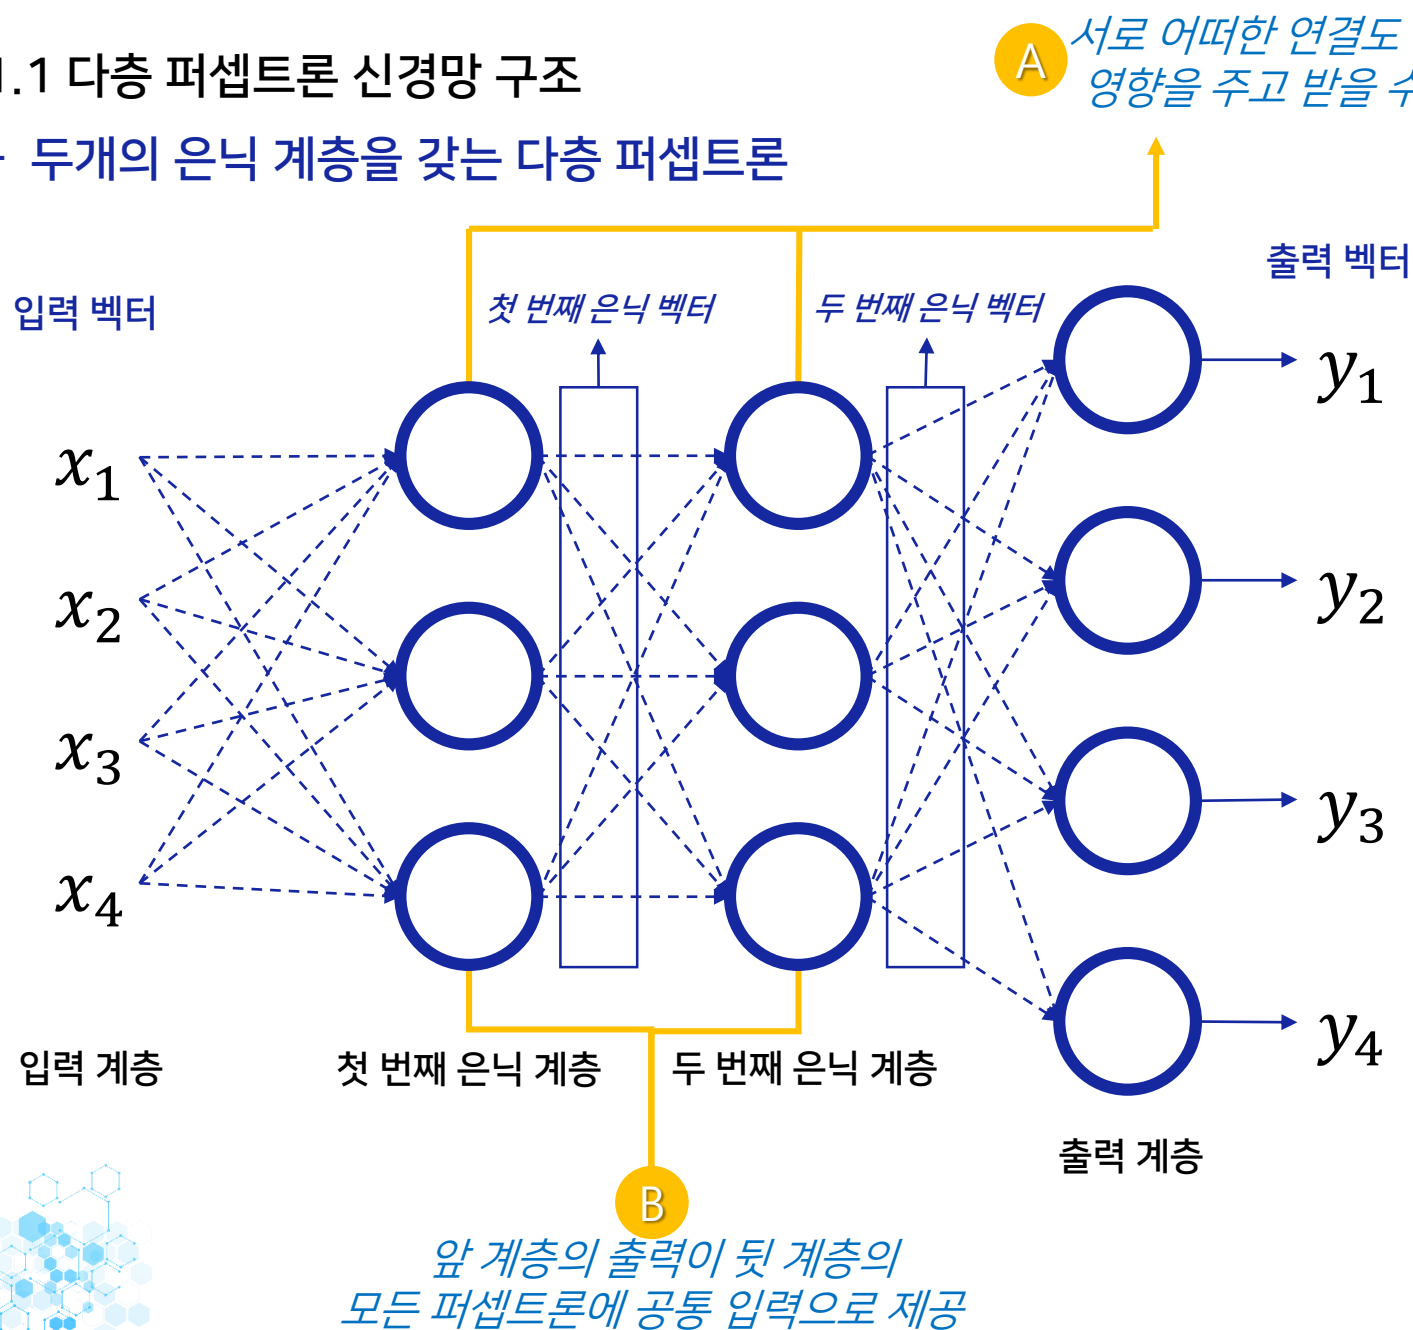 .1 다층 퍼셉트론 신경망 구조
두개의 은닉 계층을 갖는 다층 퍼셉트론
A
서로 어떠한 연결도
영향을 주고 받을
입력 벡터
첫 번째 은닉 벡터
두 번째 은닉 벡터
출력 벡터
x₁
x₂
x₃
x₄
y₁
y₂
y₃
y₄
입력 계층
첫 번째 은닉 계층
두 번째 은닉 계층
출력 계층
B
앞 계층의 출력이 뒷 계층의
모든 퍼셉트론에 공통 입력으로 제공